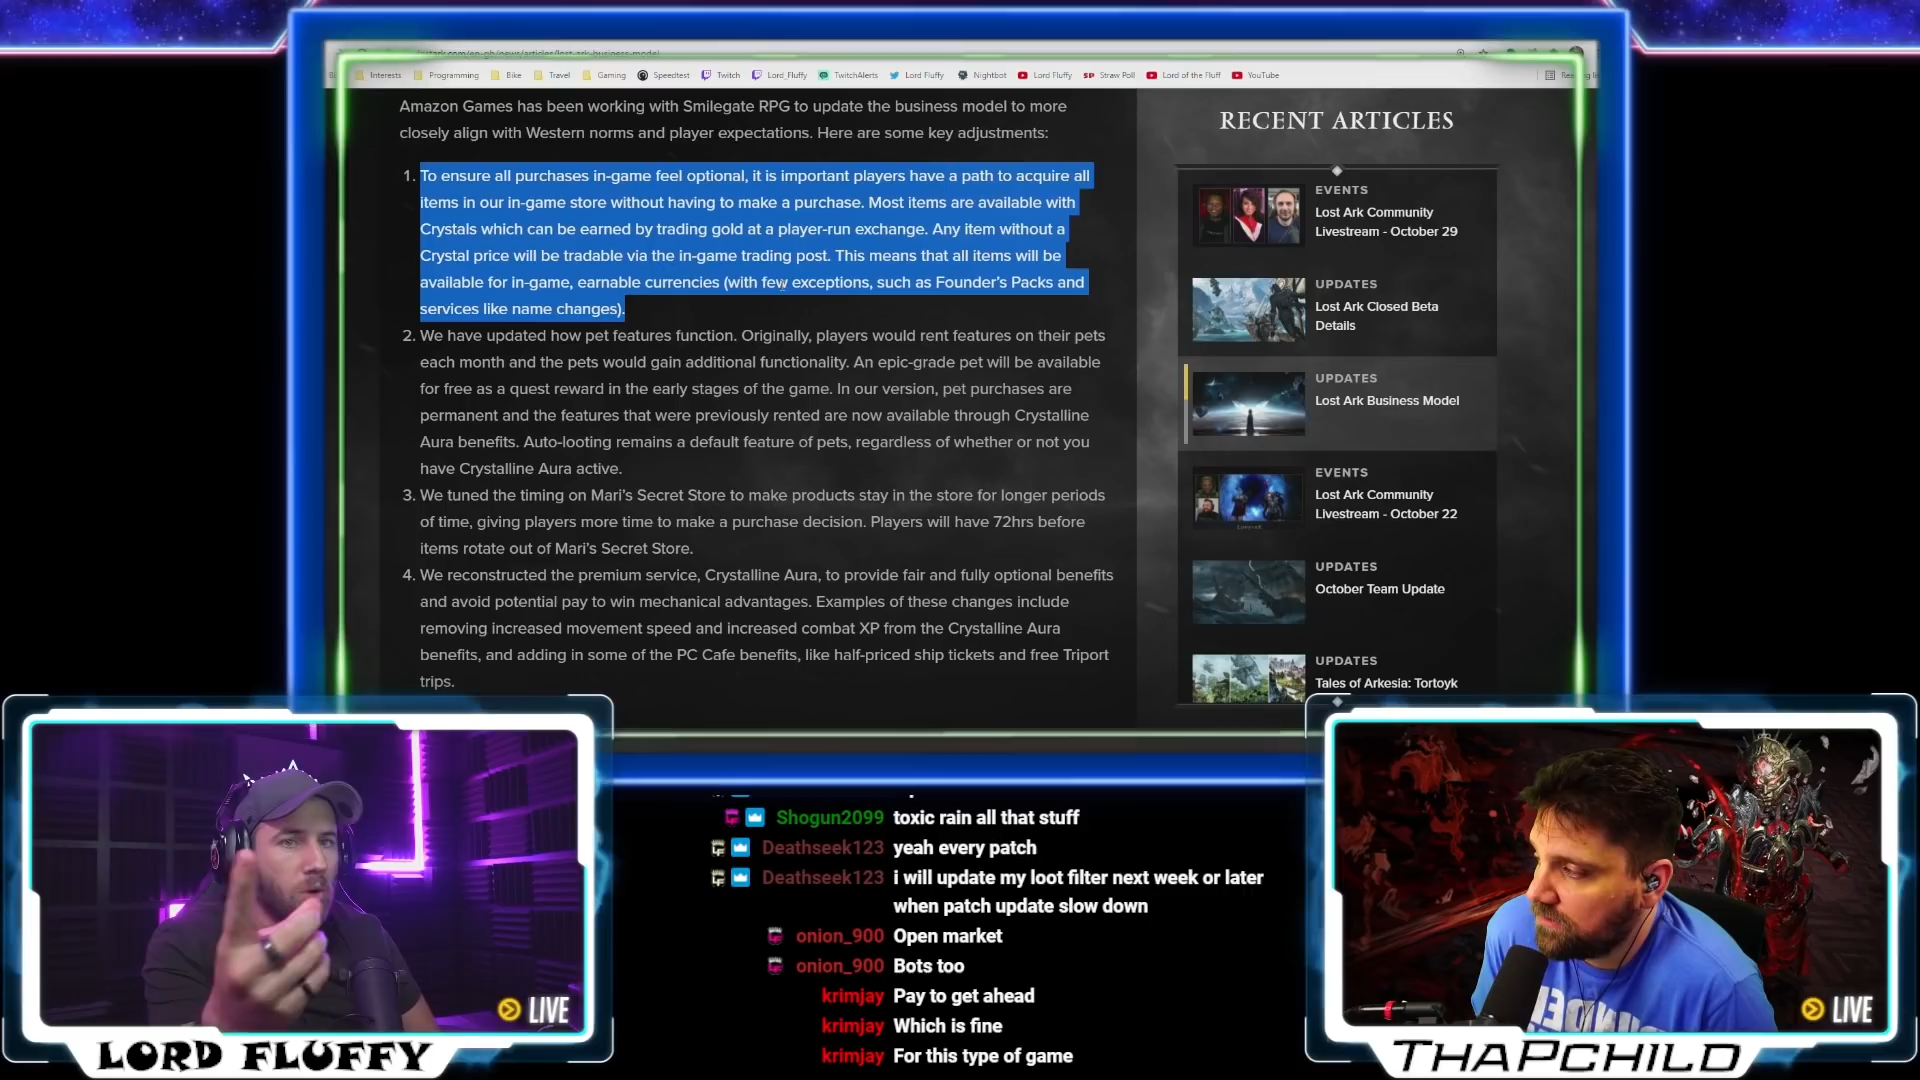 Interests Programming Bike Travel Gaming Speedtest Twitch Lord_Fluffy TwitchAlerts Lord Fluffy Nightbot Lord Fluffy Straw Poll Lord of the Fluff YouTube
Amazon Games has been working with Smilegate RPG to update the business model to more
closely align with Western norms and player expectations. Here are some key adjustments:
1. To ensure all purchases in-game feel optional, it is important players have a path to acquire all
items in our in-game store without having to make a purchase. Most items are available with
Crystals which can be earned by trading gold at a player-run exchange. Any item without a
Crystal price will be tradable via the in-game trading post. This means that all items will be
available for in-game, earnable currencies (with few exceptions, such as Founder's Packs and
services like name changes).
2. We have updated how pet features function. Originally, players would rent features on their pets
each month and the pets would gain additional functionality. An epic-grade pet will be available
for free as a quest reward in the early stages of the game. In our version, pet purchases are
permanent and the features that were previously rented are now available through Crystalline
Aura benefits. Auto-looting remains a default feature of pets, regardless of whether or not you
have Crystalline Aura active.
3. We tuned the timing on Mari's Secret Store to make products stay in the store for longer periods
of time, giving players more time to make a purchase decision. Players will have 72hrs before
items rotate out of Mari's Secret Store.
4. We reconstructed the premium service, Crystalline Aura, to provide fair and fully optional benefits
and avoid potential pay to win mechanical advantages. Examples of these changes include
removing increased movement speed and increased combat XP from the Crystalline Aura
benefits, and adding in some of the PC Cafe benefits, like half-priced ship tickets and free Triport
trips.
RECENT ARTICLES
EVENTS
Lost Ark Community
Livestream - October 29
UPDATES
Lost Ark Closed Beta
Details
UPDATES
Lost Ark Business Model
EVENTS
Lost Ark Community
Livestream - October 22
UPDATES
October Team Update
UPDATES
Tales of Arkesia: Tortoyk
Shogun2099 toxic rain all that stuff
Deathseek123 yeah every patch
Deathseek123 i will update my loot filter next week or later
when patch update slow down
onion_900 Open market
onion_900 Bots too
krimjay Pay to get ahead
krimjay Which is fine
krimjay For this type of game
LIVE
LORD FLUFFY
LIVE
THAPCHILD